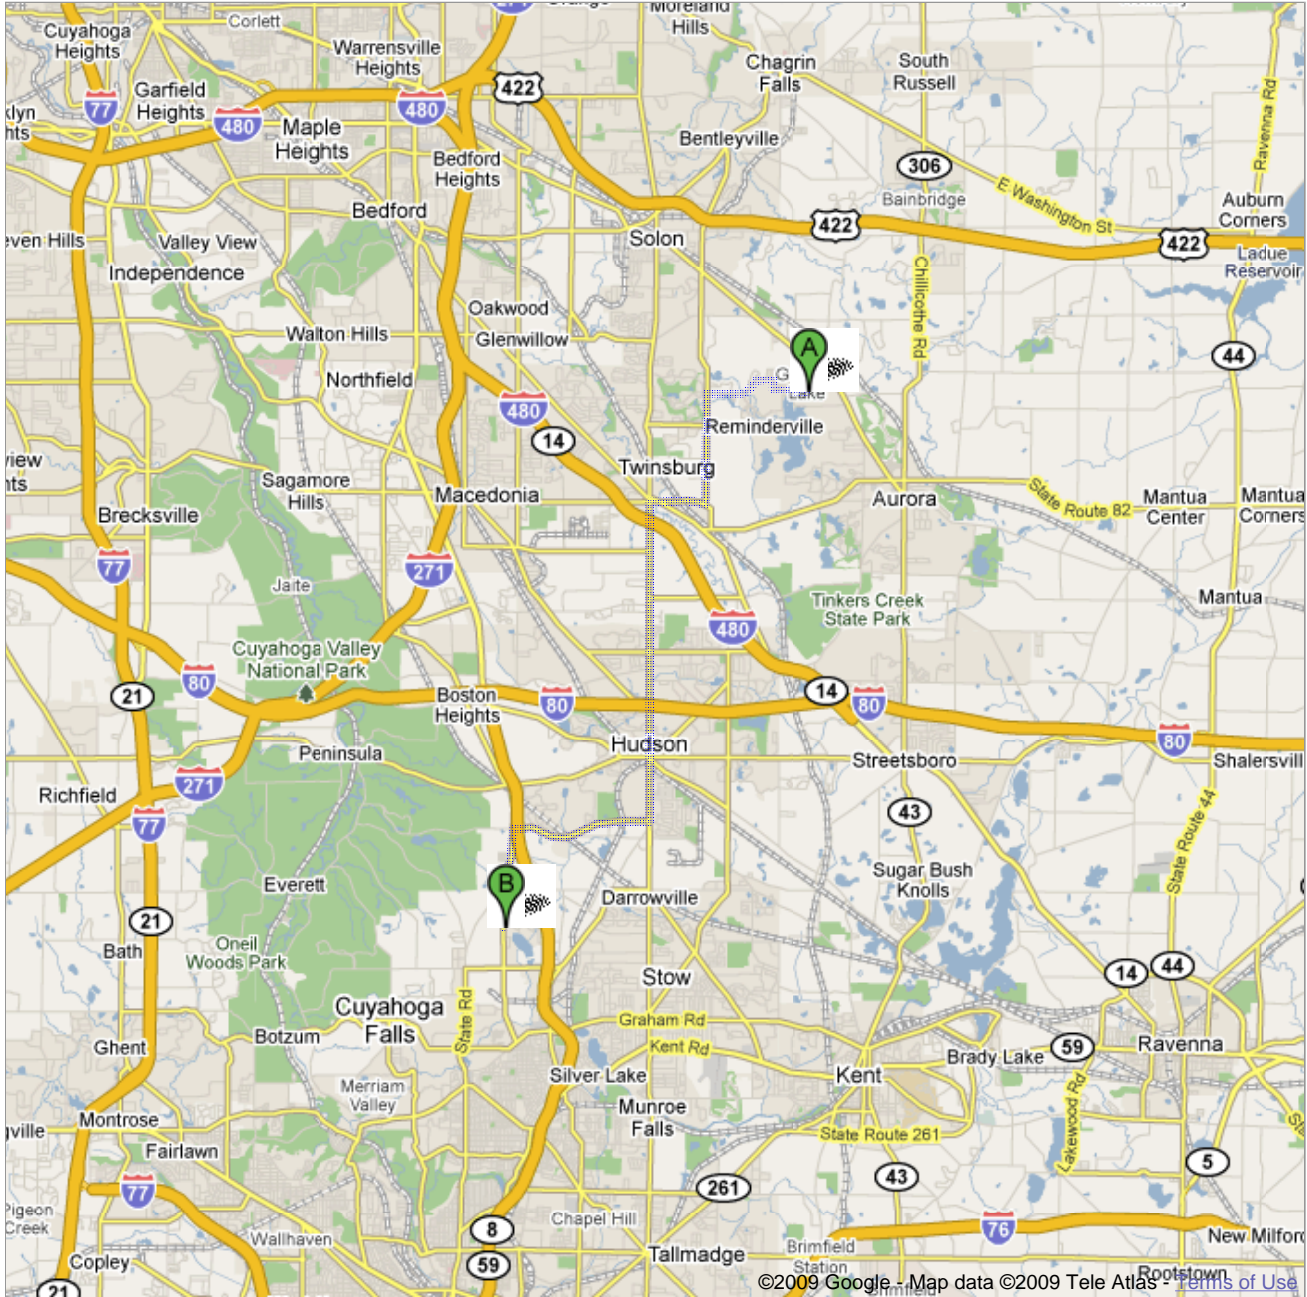 Corlett
Moreland
Hills
Cuyahoga
Heights
Warrensville
Heights
Chagrin
Falls
South
Russell
77
Garfield
Heights
480
480
422
Maple
Heights
Bentleyville
Ravenna Rd
Bedford
Heights
306
E Washington St
Bedford
Bainbridge
Auburn
Corners
even Hills
Valley View
Solon
422
422
Independence
Ladue
Reservoir
Chillicothe Rd
Oakwood
Walton Hills
Glenwillow
A
44
Northfield
G
Lake
480
14
Reminderville
Twinsburg
view
Sagamore
Hills
Macedonia
Aurora
State Route 82
Mantua
Center
Mantua
Corners
Brecksville
77
271
Jaite
Tinkers Creek
State Park
Mantua
480
Cuyahoga Valley
National Park
80
21
Boston
Heights
80
14
80
Hudson
80
Peninsula
Streetsboro
Shalersvill
271
Richfield
77
43
State Route 44
Everett
B
Sugar Bush
Knolls
Darrowville
21
Bath
Oneil
Woods Park
Stow
14
44
Cuyahoga
Falls
State Rd
Graham Rd
Botzum
Ghent
Kent Rd
59
Ravenna
Brady Lake
Silver Lake
Kent
Merriam
Valley
Lakewood Rd
Montrose
Munroe
Falls
gville
State Route 261
Fairlawn
5
43
77
261
Pigeon
Creek
Chapel Hill
8
76
Wallhaven
New Milford
Copley
59
Tallmadge
Brimfield
Station
Rootstown
21
Brimfield
©2009 Google - Map data ©2009 Tele Atlas - Terms of Use